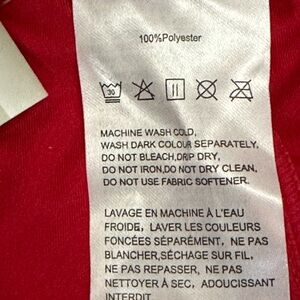 100%Polyester
30
MACHINE WASH COLD,
WASH DARK COLOUR SEPARATELY,
DO NOT BLEACH,DRIP DRY,
DO NOT IRON,DO NOT DRY CLEAN,
DO NOT USE FABRIC SOFTENER.
LAVAGE EN MACHINE À L'EAU
FROIDE, LAVER LES COULEURS
FONCÉES SÉPARÉMENT, NE PAS
BLANCHER,SÉCHAGE SUR FIL,
NE PAS REPASSER, NE PAS
NETTOYER À SEC, ADOUCISSANT
INTERDIT